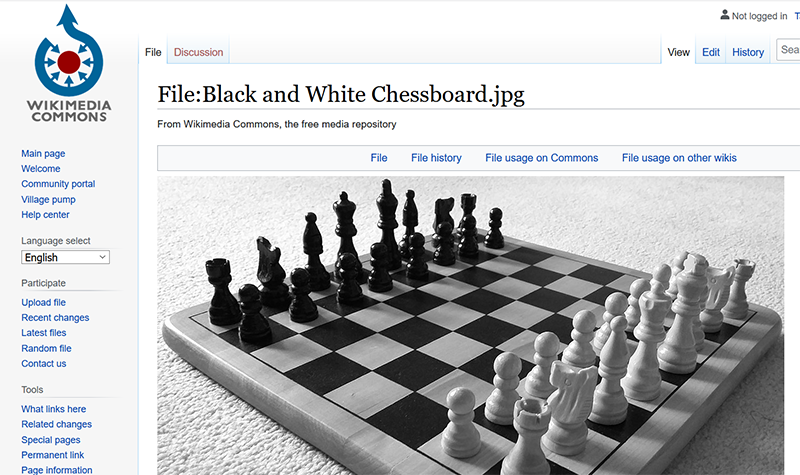 Not logged in
File Discussion
View Edit History
WIKIMEDIA
COMMONS
File:Black and White Chessboard.jpg
From Wikimedia Commons, the free media repository
File File history File usage on Commons File usage on other wikis
Main page
Welcome
Community portal
Village pump
Help center
Language select
English
Participate
Upload file
Recent changes
Latest files
Random file
Contact us
Tools
What links here
Related changes
Special pages
Permanent link
Page information